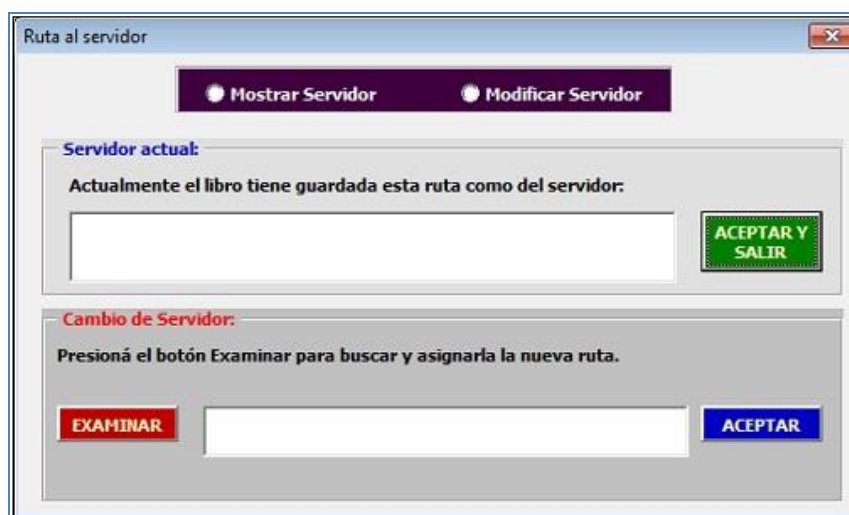 Ruta al servidor
Mostrar Servidor Modificar Servidor
Servidor actual:
Actualmente el libro tiene guardada esta ruta como del servidor:
ACEPTAR Y
SALIR
Cambio de Servidor:
Presioná el botón Examinar para buscar y asignarla la nueva ruta.
EXAMINAR ACEPTAR